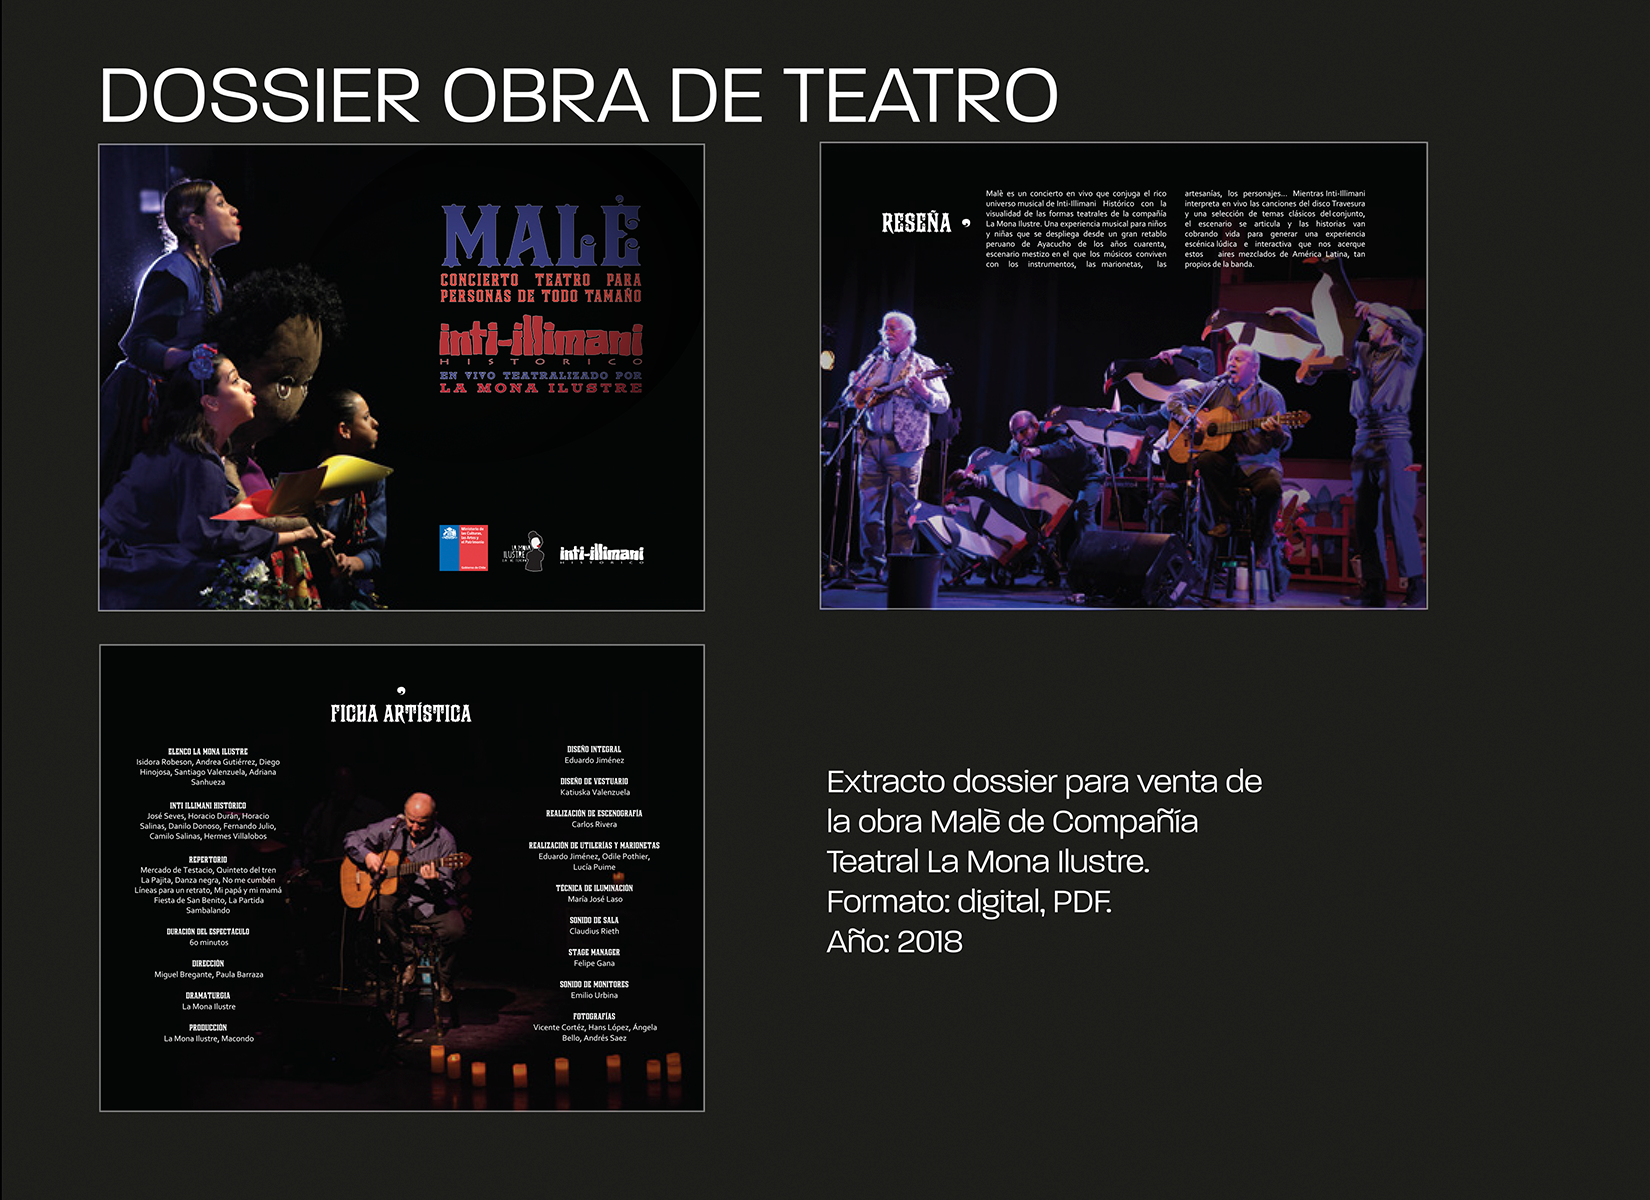 DOSSIER OBRA DE TEATRO
MALÈ
CONCIERTO TEATRO PARA
PERSONAS DE TODO TAMAÑO
inti-illimani
HISTORICO
EN VIVO TEATRALIZADO POR
LA MONA ILUSTRE
Ministerio de
las Culturas,
las Artes y
el Patrimonio
Gobierno de Chile
LA MONA
ILUSTRE
inti-illimani
HISTORICO
RESEÑA
Malè es un concierto en vivo que conjuga el rico
universo musical de Inti-Illimani Histórico con la
visualidad de las formas teatrales de la compañía
La Mona Ilustre. Una experiencia musical para niños
y niñas que se despliega desde un gran retablo
peruano de Ayacucho de los años cuarenta,
escenario mestizo en el que los músicos conviven
con los instrumentos, las marionetas, las
artesanías, los personajes... Mientras Inti-Illimani
interpreta en vivo las canciones del disco Travesura
y una selección de temas clásicos del conjunto,
el escenario se articula y las historias van
cobrando vida para generar una experiencia
escénica lúdica e interactiva que nos acerque
estos aires mezclados de América Latina, tan
propios de la banda.
FICHA ARTÍSTICA
ELENCO LA MONA ILUSTRE
Isidora Robeson, Andrea Gutiérrez, Diego
Hinojosa, Santiago Valenzuela, Adriana
Sanhueza
INTI ILLIMANI HISTÓRICO
José Seves, Horacio Durán, Horacio
Salinas, Danilo Donoso, Fernando Julio,
Camilo Salinas, Hermes Villalobos
REPERTORIO
Mercado de Testacio, Quinteto del tren
La Pajita, Danza negra, No me cumbén
Líneas para un retrato, Mi papá y mi mamá
Fiesta de San Benito, La Partida
Sambalando
DURACIÓN DEL ESPECTÁCULO
60 minutos
DIRECCIÓN
Miguel Bregante, Paula Barraza
DRAMATURGIA
La Mona Ilustre
PRODUCCIÓN
La Mona Ilustre, Macondo
DISEÑO INTEGRAL
Eduardo Jiménez
DISEÑO DE VESTUARIO
Katiuska Valenzuela
REALIZACIÓN DE ESCENOGRAFÍA
Carlos Rivera
REALIZACIÓN DE UTILERÍAS Y MARIONETAS
Eduardo Jiménez, Odile Pothier,
Lucía Puime
TÉCNICA DE ILUMINACIÓN
María José Laso
SONIDO DE SALA
Claudius Rieth
STAGE MANAGER
Felipe Gana
SONIDO DE MONITORES
Emilio Urbina
FOTOGRAFÍAS
Vicente Cortéz, Hans López, Ángela
Bello, Andrés Saez
Extracto dossier para venta de
la obra Malè de Compañía
Teatral La Mona Ilustre.
Formato: digital, PDF.
Año: 2018